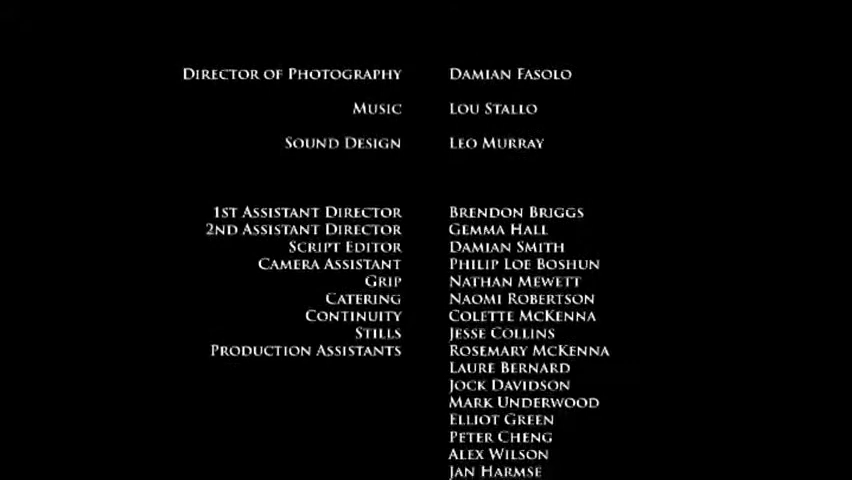 Director of Photography Damian Fasolo
Music Lou Stallo
Sound Design Leo Murray
1st Assistant Director Brendon Briggs
2nd Assistant Director Gemma Hall
Script Editor Damian Smith
Camera Assistant Philip Loe Boshun
Grip Nathan Mewett
Catering Naomi Robertson
Continuity Colette McKenna
Stills Jesse Collins
Production Assistants Rosemary McKenna
Laure Bernard
Jock Davidson
Mark Underwood
Elliot Green
Peter Cheng
Alex Wilson
Jan Harmse